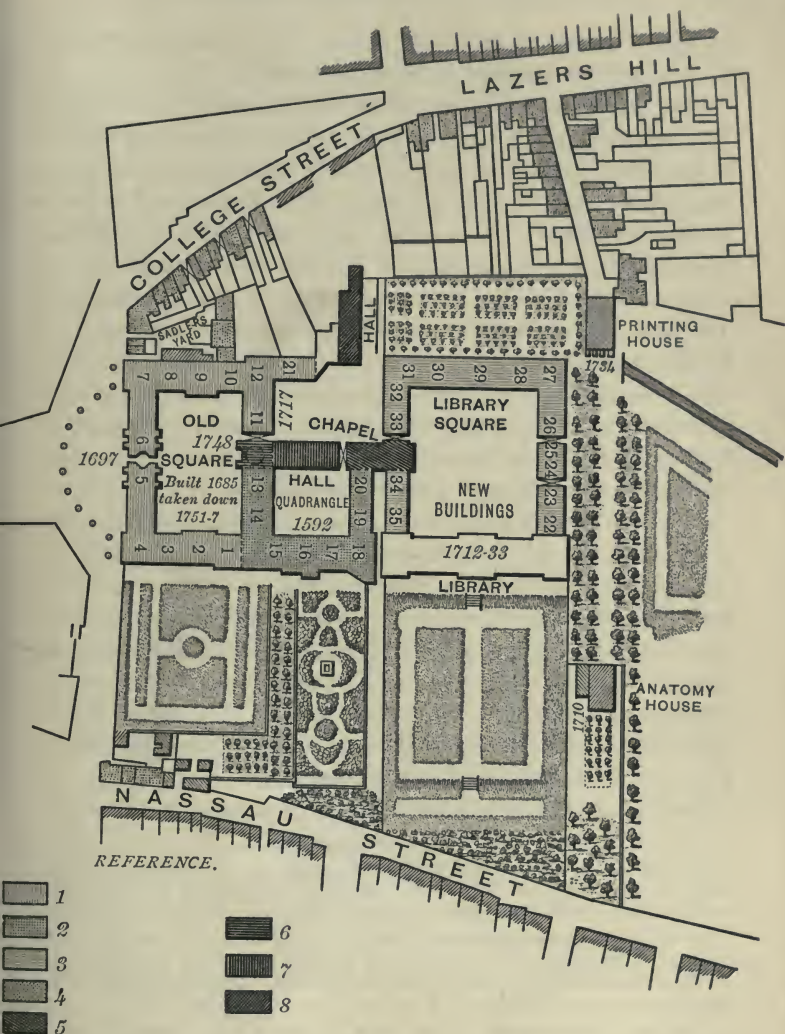 LAZERS HILL
COLLEGE STREET
SADLERS
YARD
HALL
PRINTING
HOUSE
1734
7
8
9
10
12
21
11
1717
31
30
29
28
27
32
33
CHAPEL
LIBRARY
SQUARE
26
25
24
23
22
OLD
1748
SQUARE
Built 1685
taken down
1751-7
1697
6
5
4
3
2
1
13
14
HALL
QUADRANGLE
1592
15
16
17
18
19
20
34
35
NEW
BUILDINGS
1712-33
LIBRARY
ANATOMY
HOUSE
1710
NASSAU STREET
REFERENCE.
1
2
3
4
5
6
7
8